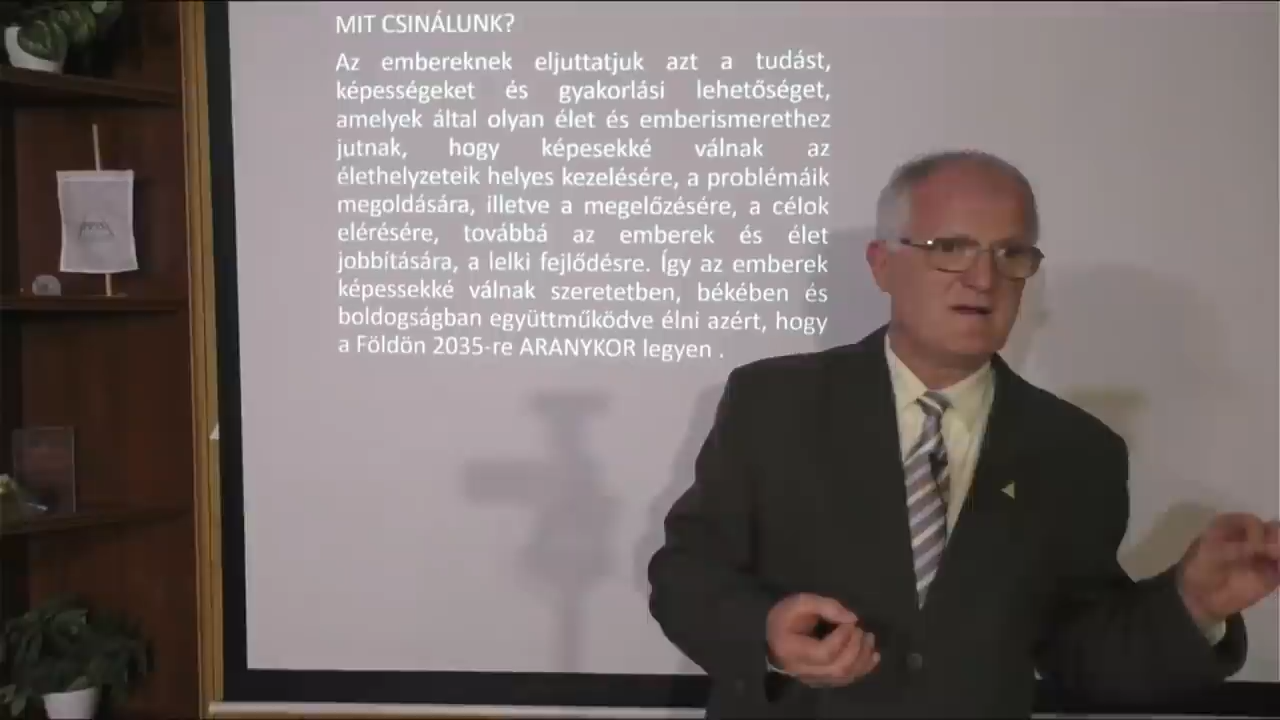 MIT CSINÁLUNK?
Az embereknek eljuttatjuk azt a tudást,
képességeket és gyakorlási lehetőséget,
amelyek által olyan élet és emberismerethez
jutnak, hogy képesekké válnak az
élethelyzeteik helyes kezelésére, a problémáik
megoldására, illetve a megelőzésére, a célok
elérésére, továbbá az emberek és élet
jobbítására, a lelki fejlődésre. Így az emberek
képessekké válnak szeretetben, békében és
boldogságban együttműködve élni azért, hogy
a Földön 2035-re ARANYKOR legyen .